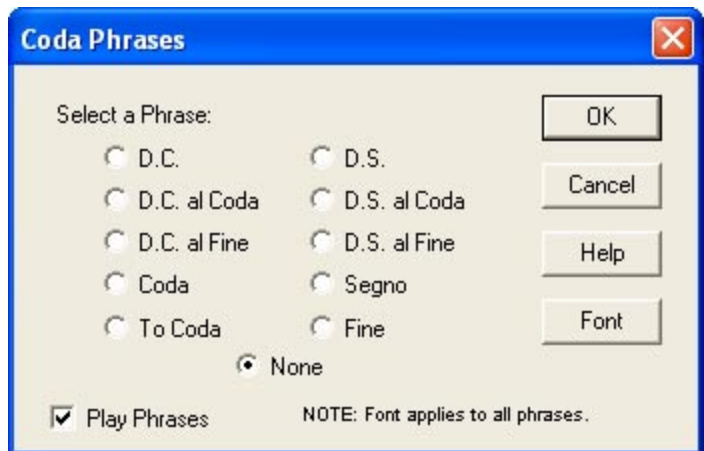 Coda Phrases
Select a Phrase:
D.C.
D.S.
D.C. al Coda
D.S. al Coda
D.C. al Fine
D.S. al Fine
Coda
Segno
To Coda
Fine
None
Play Phrases
NOTE: Font applies to all phrases.
OK
Cancel
Help
Font